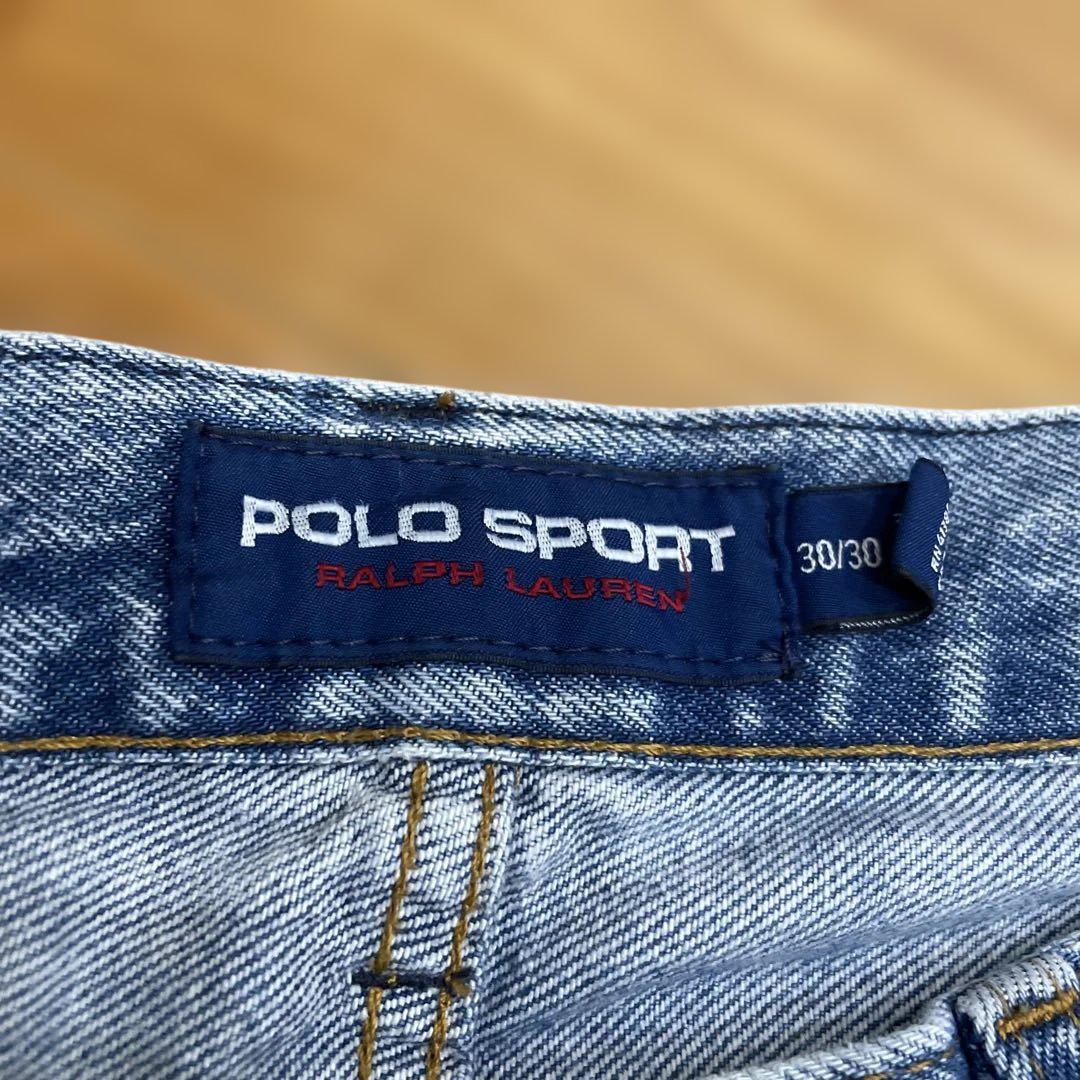 POLO SPORT
RALPH LAUREN
30/30